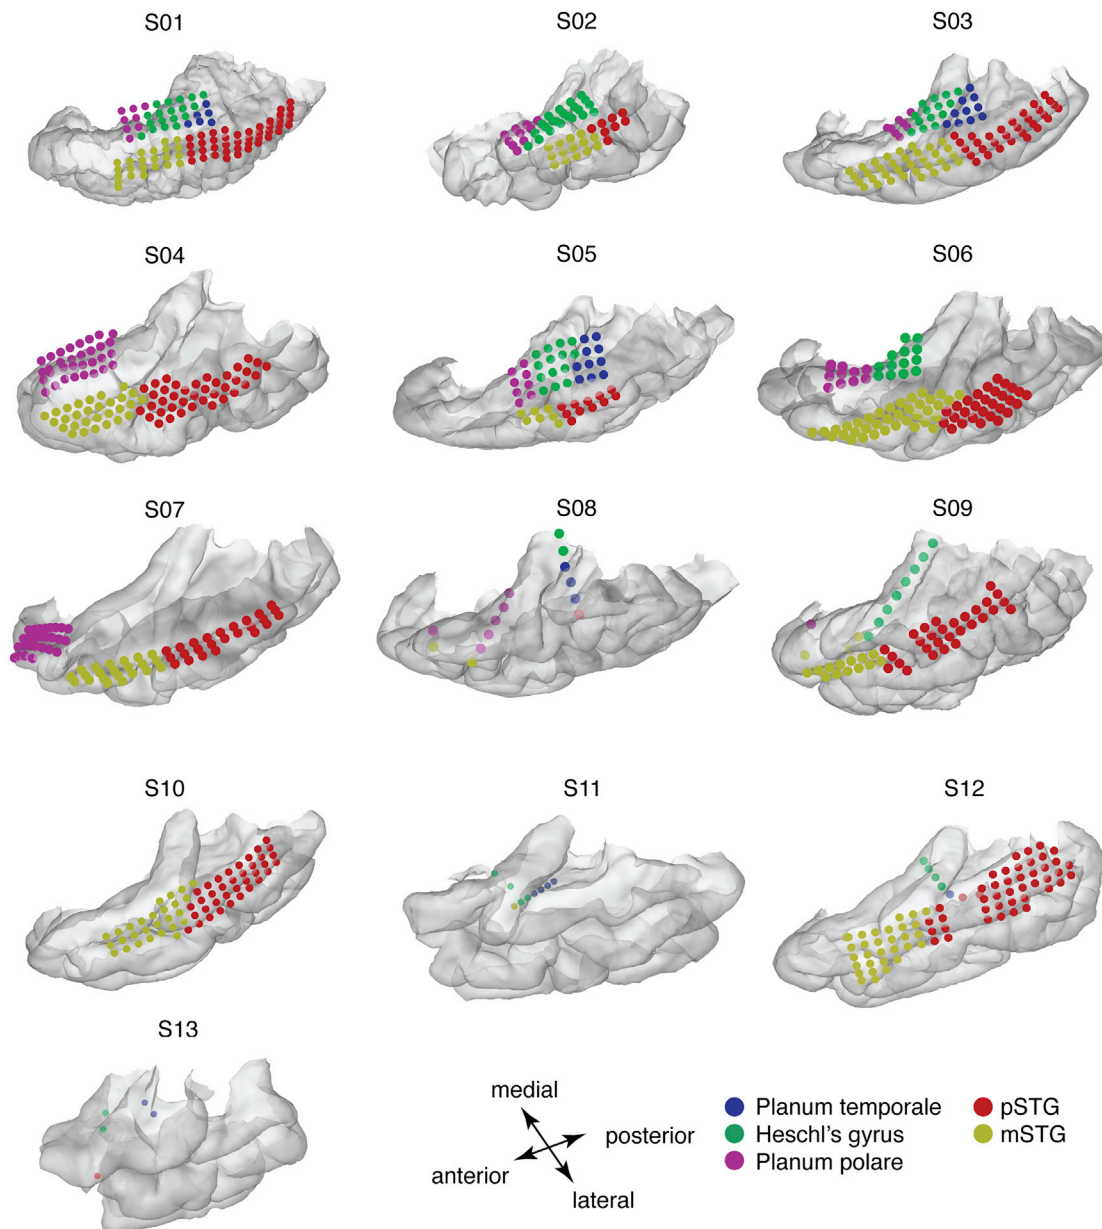 S01
S02
S03
S04
S05
S06
S07
S08
S09
S10
S11
S12
S13
medial
posterior
anterior
lateral
Planum temporale
Heschl's gyrus
Planum polare
pSTG
mSTG